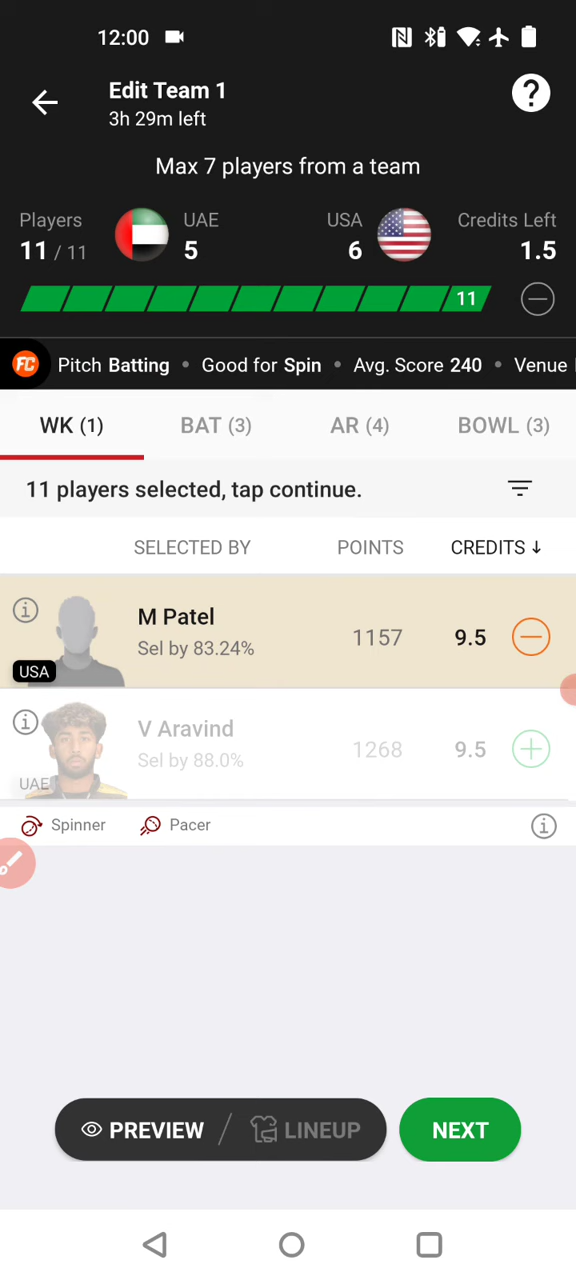 12:00
Edit Team 1
3h 29m left
Max 7 players from a team
Players UAE USA Credits Left
11 / 11 5 6 1.5
11
FC Pitch Batting • Good for Spin • Avg. Score 240 • Venue
WK (1) BAT (3) AR (4) BOWL (3)
11 players selected, tap continue.
SELECTED BY POINTS CREDITS ↓
M Patel
Sel by 83.24% 1157 9.5
USA
V Aravind
Sel by 88.0% 1268 9.5
UAE
Spinner Pacer
PREVIEW / LINEUP NEXT